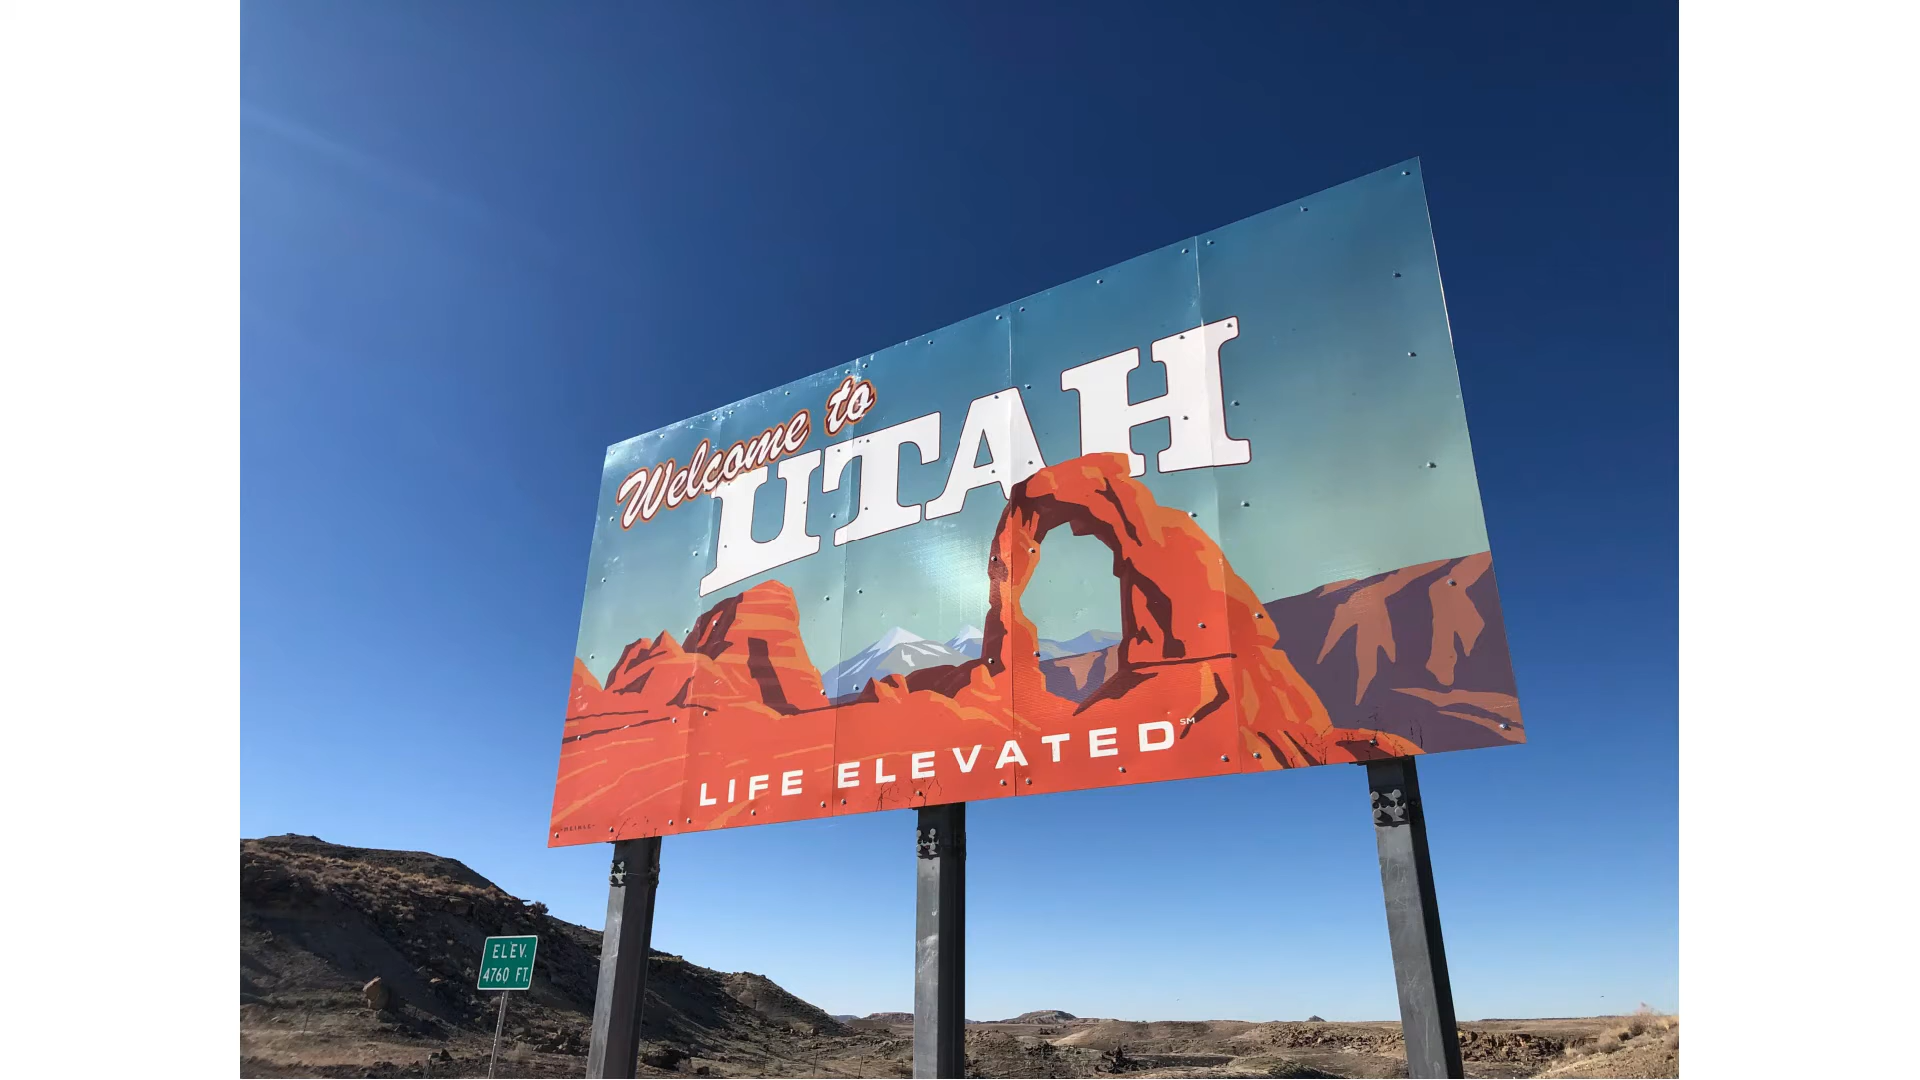 Welcome to
UTAH
LIFE ELEVATED℠
ELEV.
4760 FT.